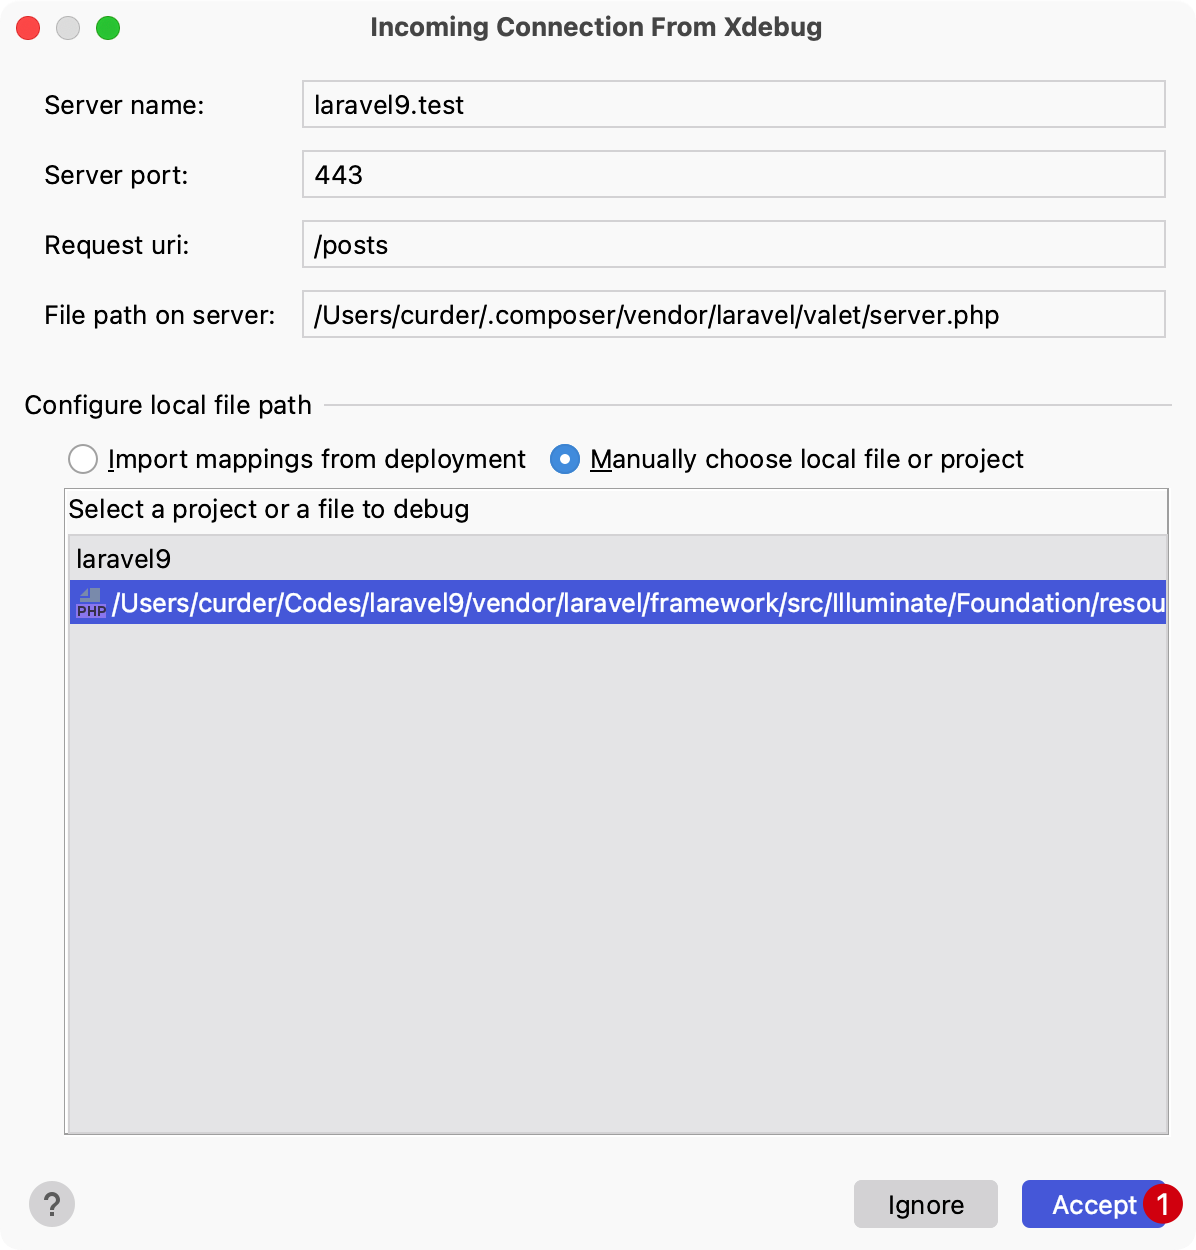 Incoming Connection From Xdebug
Server name: laravel9.test
Server port: 443
Request uri: /posts
File path on server: /Users/curder/.composer/vendor/laravel/valet/server.php
Configure local file path
Import mappings from deployment Manually choose local file or project
Select a project or a file to debug
laravel9
PHP /Users/curder/Codes/laravel9/vendor/laravel/framework/src/Illuminate/Foundation/resou
? Ignore Accept 1